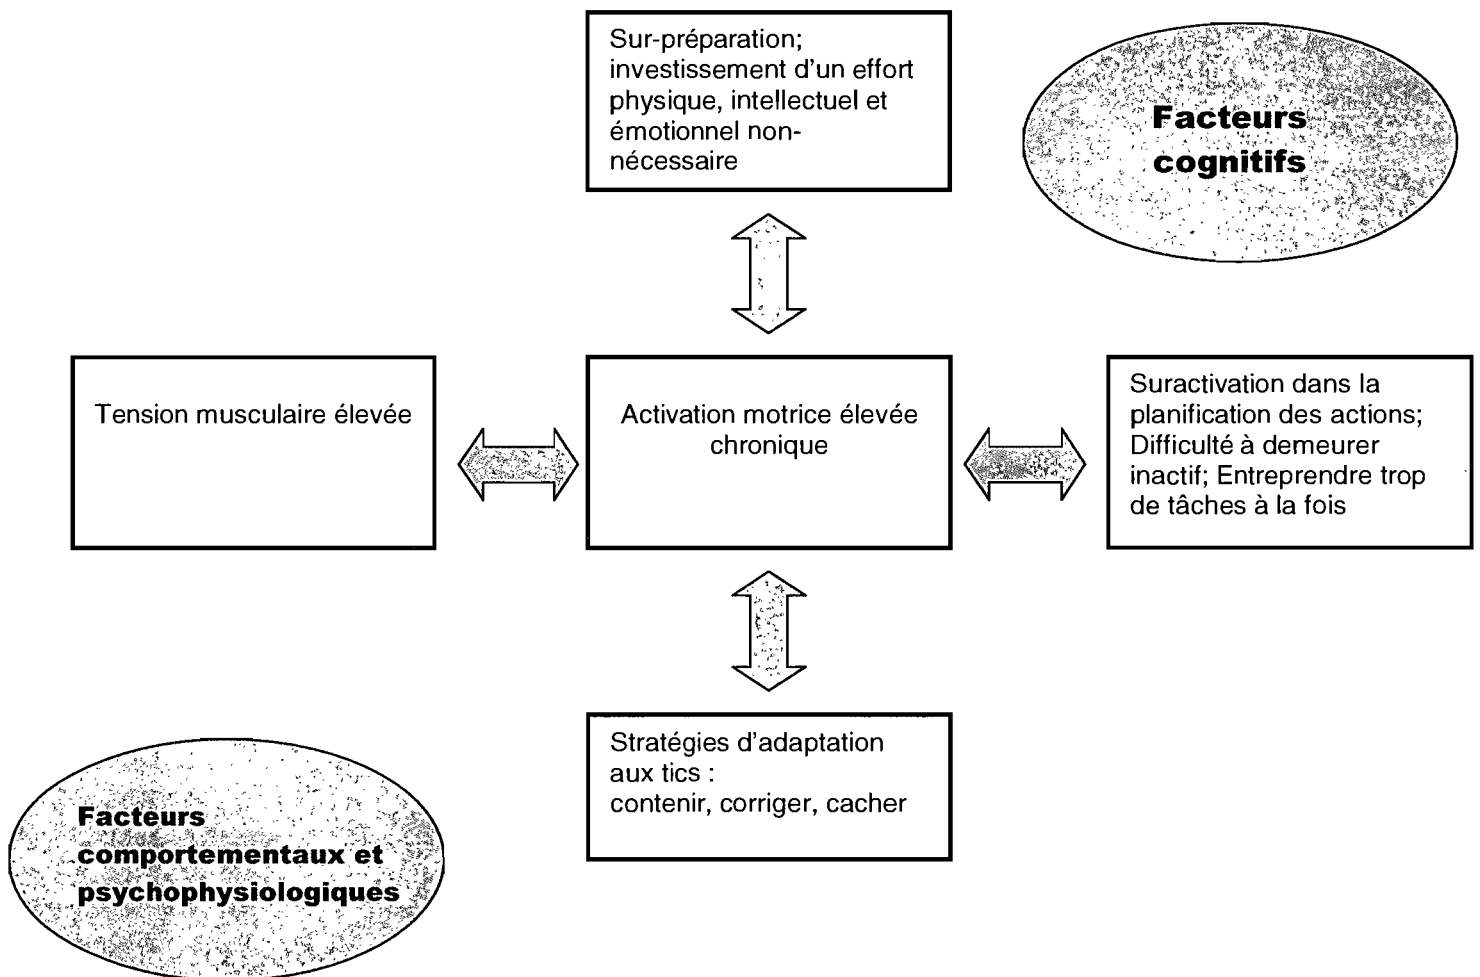 Sur-préparation;
investissement d'un effort
physique, intellectuel et
émotionnel non-
nécessaire
Facteurs
cognitifs
Tension musculaire élevée
Activation motrice élevée
chronique
Suractivation dans la
planification des actions;
Difficulté à demeurer
inactif; Entreprendre trop
de tâches à la fois
Stratégies d'adaptation
aux tics :
contenir, corriger, cacher
Facteurs
comportementaux et
psychophysiologiques